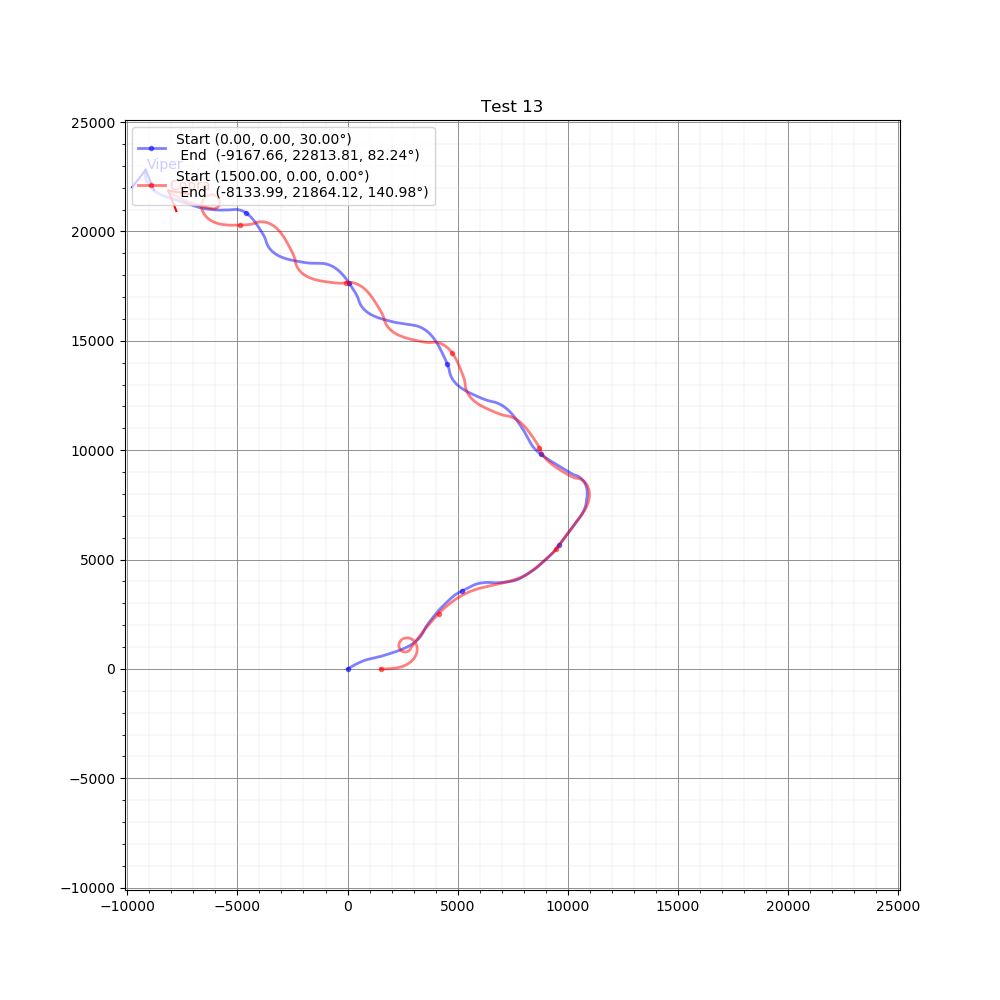 Test 13
Start (0.00, 0.00, 30.00°)
End (-9167.66, 22813.81, 82.24°)
Viper
Start (1500.00, 0.00, 0.00°)
End (-8133.99, 21864.12, 140.98°)
25000
20000
15000
10000
5000
0
−5000
−10000
−10000 −5000 0 5000 10000 15000 20000 25000